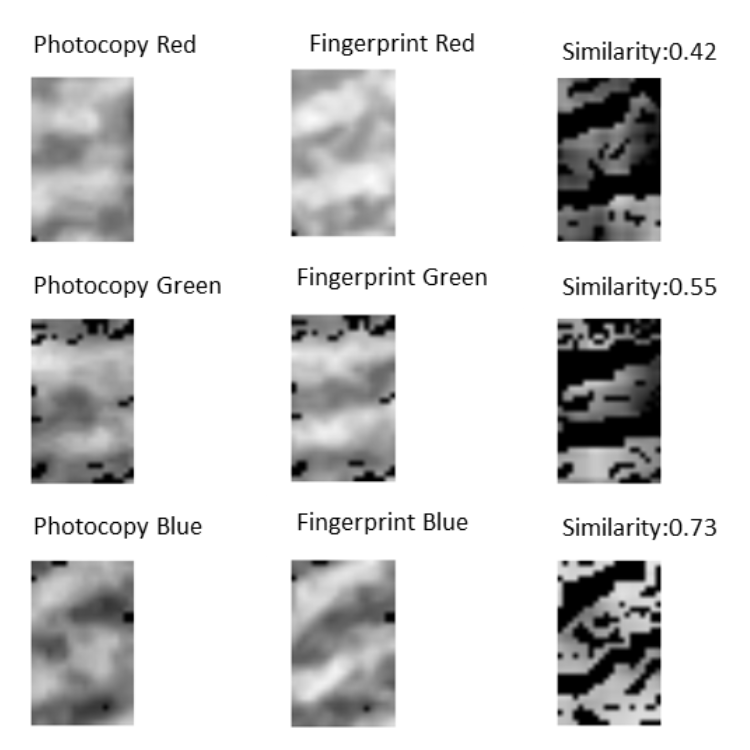 Photocopy Red
Fingerprint Red
Similarity:0.42
Photocopy Green
Fingerprint Green
Similarity:0.55
Photocopy Blue
Fingerprint Blue
Similarity:0.73